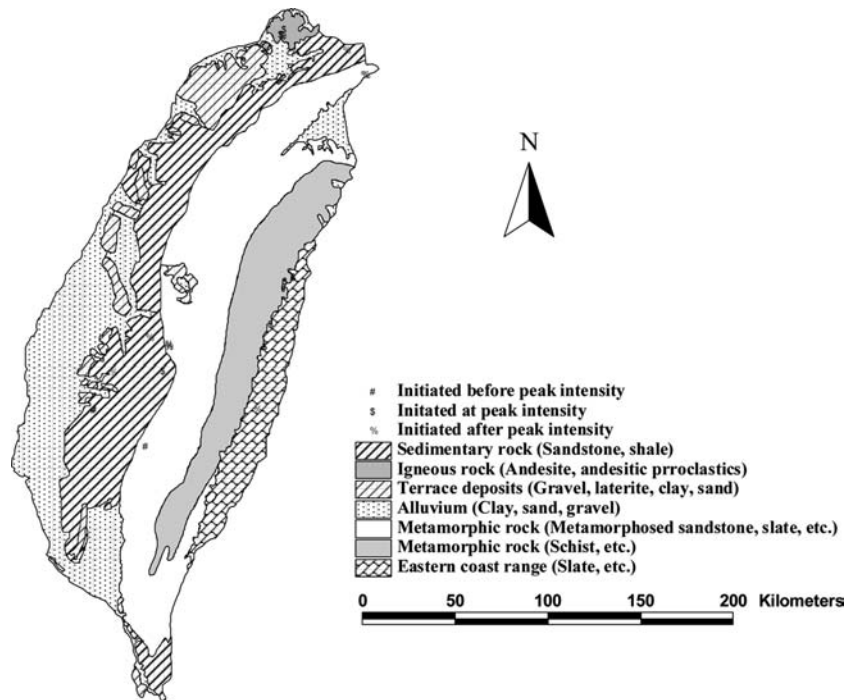 N
# Initiated before peak intensity
$ Initated at peak intensity
% Initiated after peak intensity
Sedimentary rock (Sandstone, shale)
Igneous rock (Andesite, andesitic prroclastics)
Terrace deposits (Gravel, laterite, clay, sand)
Alluvium (Clay, sand, gravel)
Metamorphic rock (Metamorphosed sandstone, slate, etc.)
Metamorphic rock (Schist, etc.)
Eastern coast range (Slate, etc.)
0 50 100 150 200 Kilometers